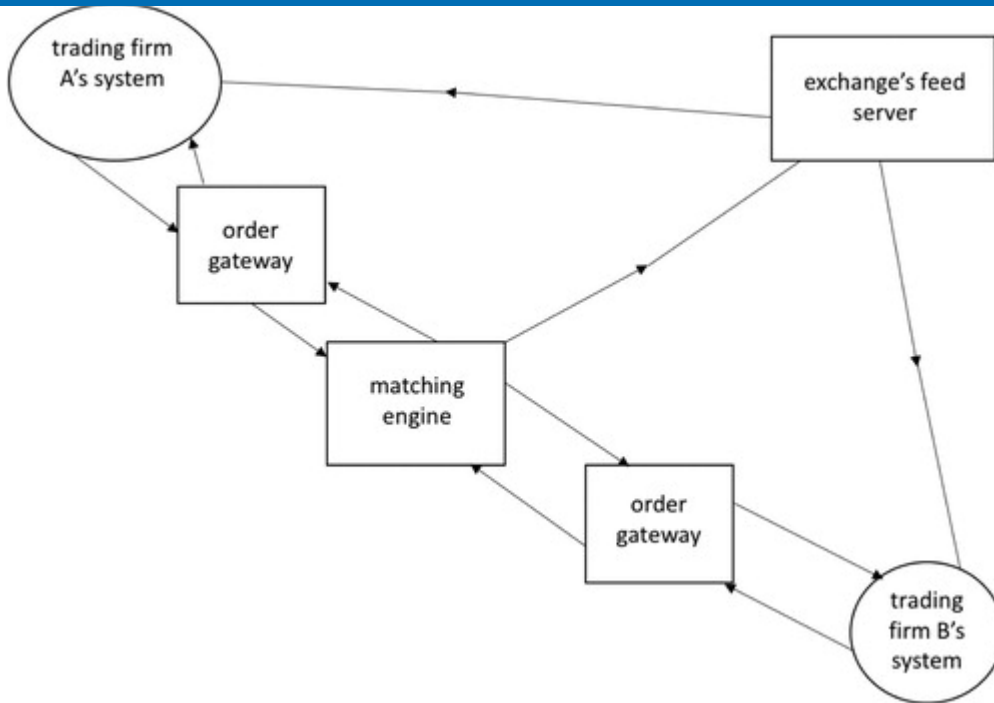 trading firm
A's system
exchange's feed
server
order
gateway
matching
engine
order
gateway
trading
firm B's
system